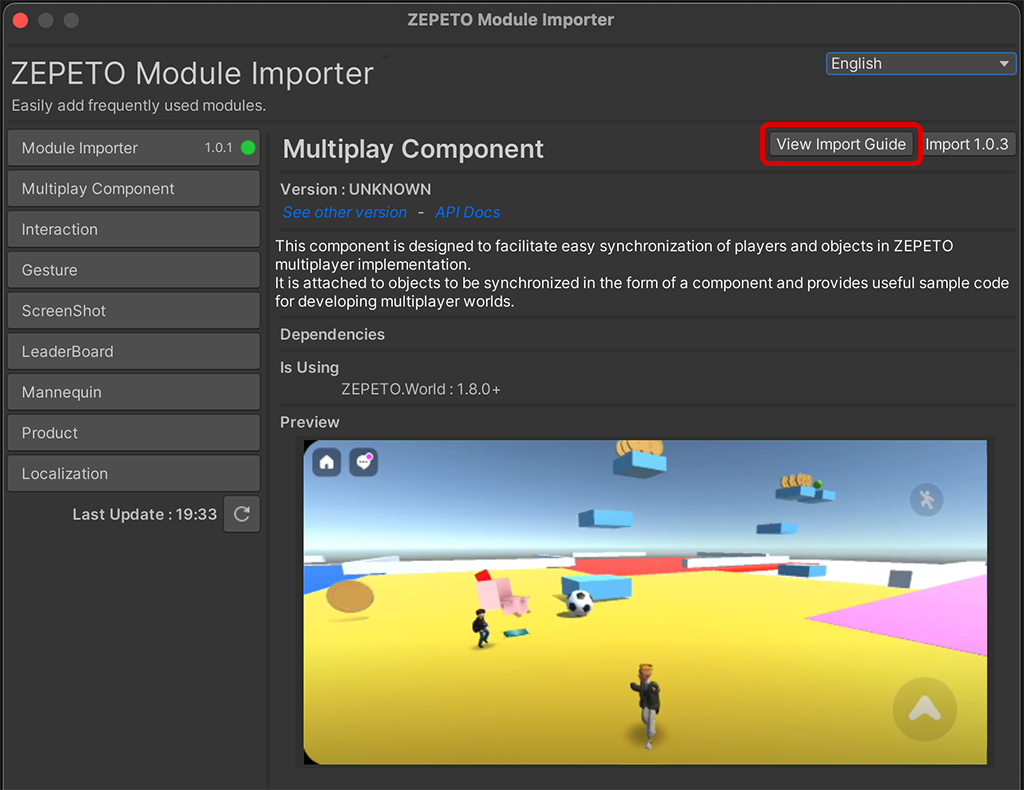 ZEPETO Module Importer
ZEPETO Module Importer
English
Easily add frequently used modules.
Module Importer 1.0.1
Multiplay Component
Interaction
Gesture
ScreenShot
LeaderBoard
Mannequin
Product
Localization
Last Update : 19:33
Multiplay Component
View Import Guide
Import 1.0.3
Version : UNKNOWN
See other version - API Docs
This component is designed to facilitate easy synchronization of players and objects in ZEPETO
multiplayer implementation.
It is attached to objects to be synchronized in the form of a component and provides useful sample code
for developing multiplayer worlds.
Dependencies
Is Using
ZEPETO.World : 1.8.0+
Preview